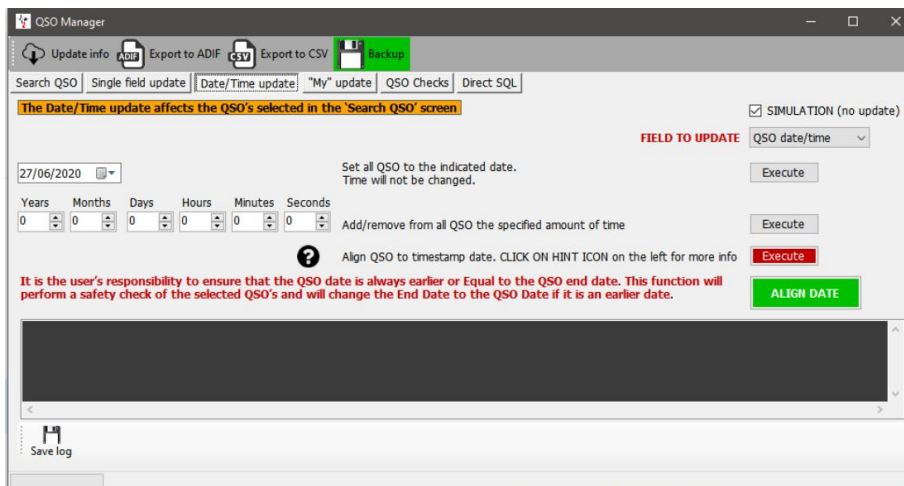 QSO Manager
Update info ADIF Export to ADIF CSV Export to CSV Backup
Search QSO Single field update Date/Time update "My" update QSO Checks Direct SQL
The Date/Time update affects the QSO's selected in the 'Search QSO' screen
SIMULATION (no update)
FIELD TO UPDATE QSO date/time
27/06/2020 Set all QSO to the indicated date. Execute
Time will not be changed.
Years Months Days Hours Minutes Seconds
0 0 0 0 0 0 Add/remove from all QSO the specified amount of time Execute
? Align QSO to timestamp date. CLICK ON HINT ICON on the left for more info Execute
It is the user's responsibility to ensure that the QSO date is always earlier or Equal to the QSO end date. This function will
perform a safety check of the selected QSO's and will change the End Date to the QSO Date if it is an earlier date.
ALIGN DATE
Save log